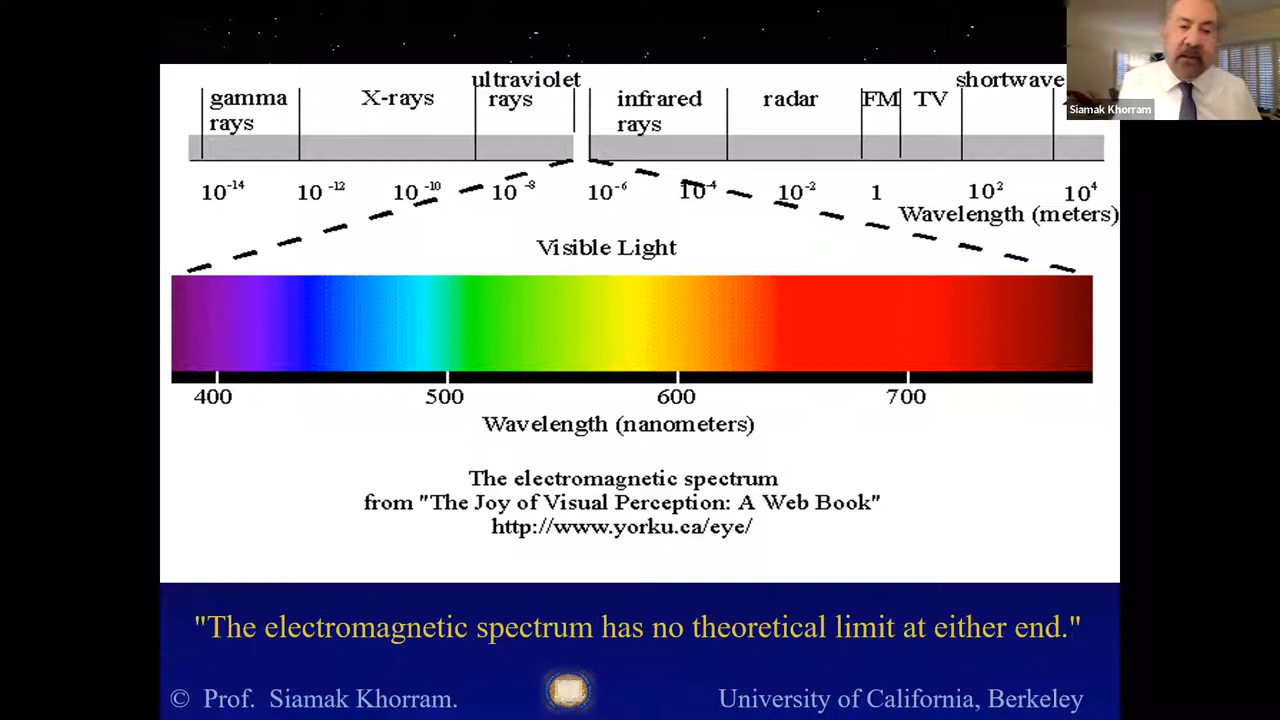 ultraviolet shortwave
gamma X-rays rays infrared radar FM TV
rays rays
Siamak Khorram
10-14 10-12 10-10 10-8 10-6 10-4 10-2 1 102 104
Wavelength (meters)
Visible Light
400 500 600 700
Wavelength (nanometers)
The electromagnetic spectrum
from "The Joy of Visual Perception: A Web Book"
http://www.yorku.ca/eye/
"The electromagnetic spectrum has no theoretical limit at either end."
© Prof. Siamak Khorram. University of California, Berkeley